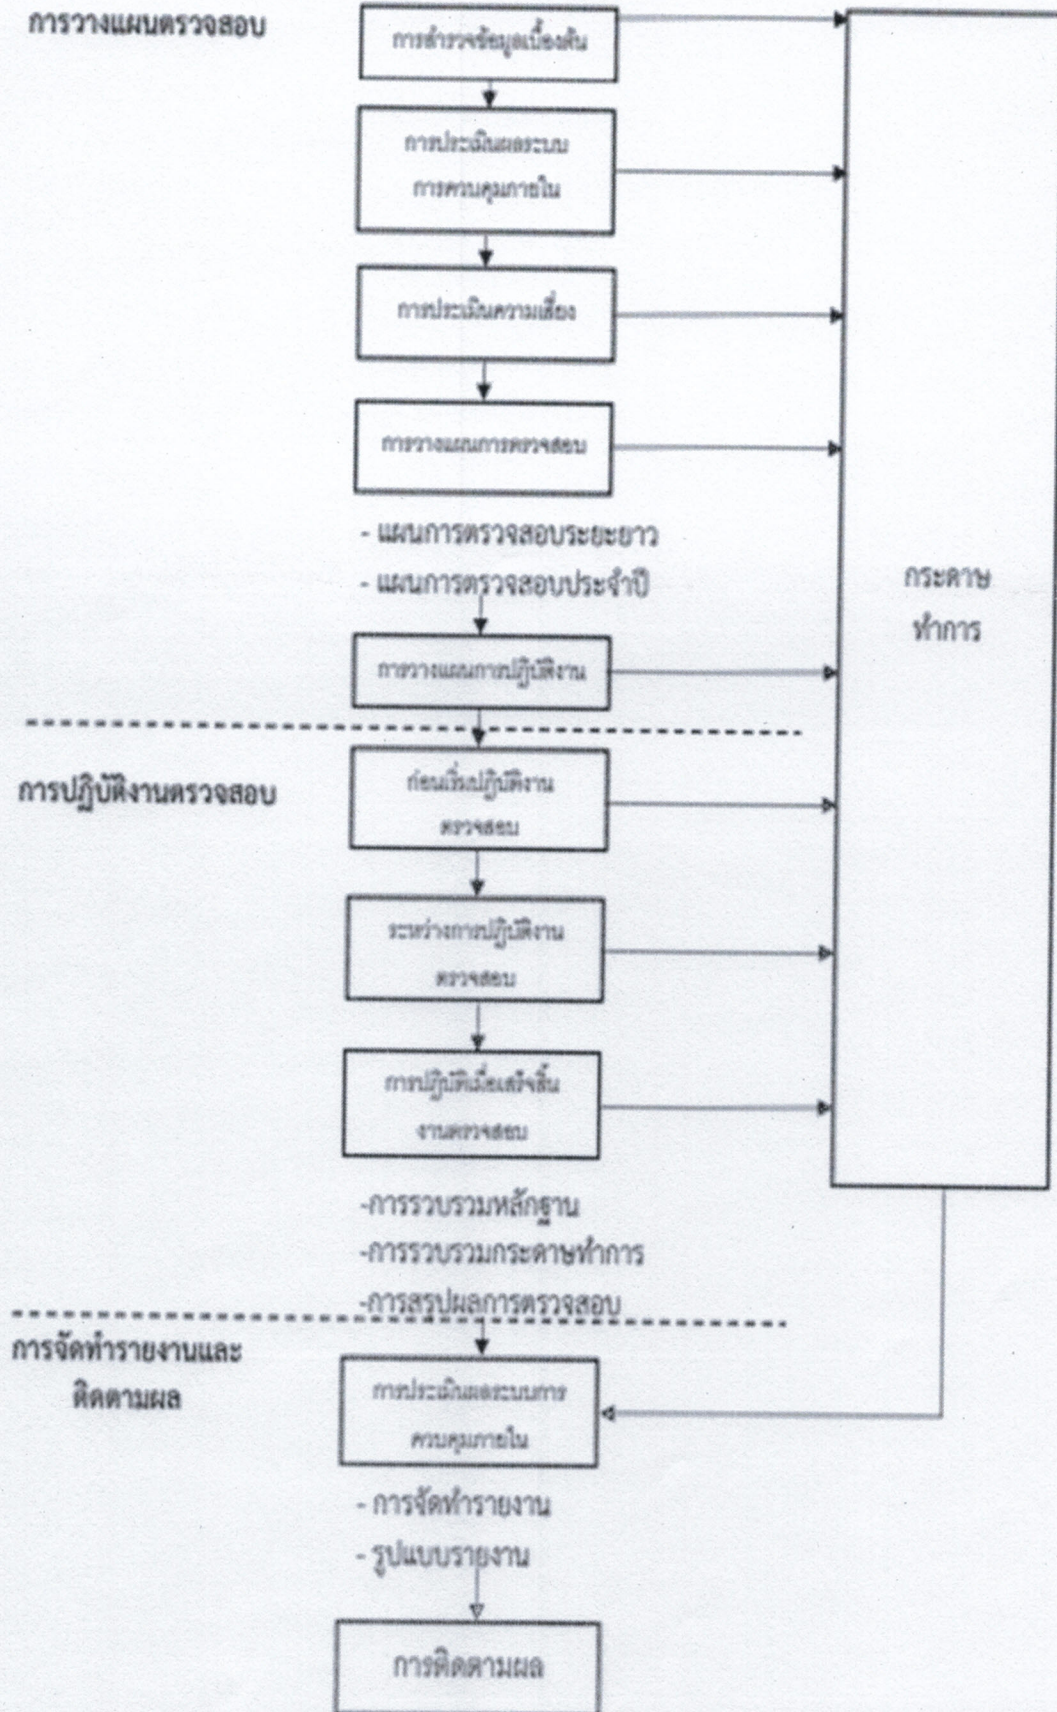 การวางแผนตรวจสอบ
การสำรวจข้อมูลเบื้องต้น
การประเมินผลระบบ
การควบคุมภายใน
การประเมินความเสี่ยง
การวางแผนการตรวจสอบ
- แผนการตรวจสอบระยะยาว
- แผนการตรวจสอบประจำปี
กระดาษ
ทำการ
การวางแผนการปฏิบัติงาน
การปฏิบัติงานตรวจสอบ
ก่อนเริ่มปฏิบัติงาน
ตรวจสอบ
ระหว่างการปฏิบัติงาน
ตรวจสอบ
การปฏิบัติเมื่อเสร็จสิ้น
งานตรวจสอบ
-การรวบรวมหลักฐาน
-การรวบรวมกระดาษทำการ
-การสรุปผลการตรวจสอบ
การจัดทำรายงานและ
ติดตามผล
การประเมินผลระบบการ
ควบคุมภายใน
- การจัดทำรายงาน
- รูปแบบรายงาน
การติดตามผล